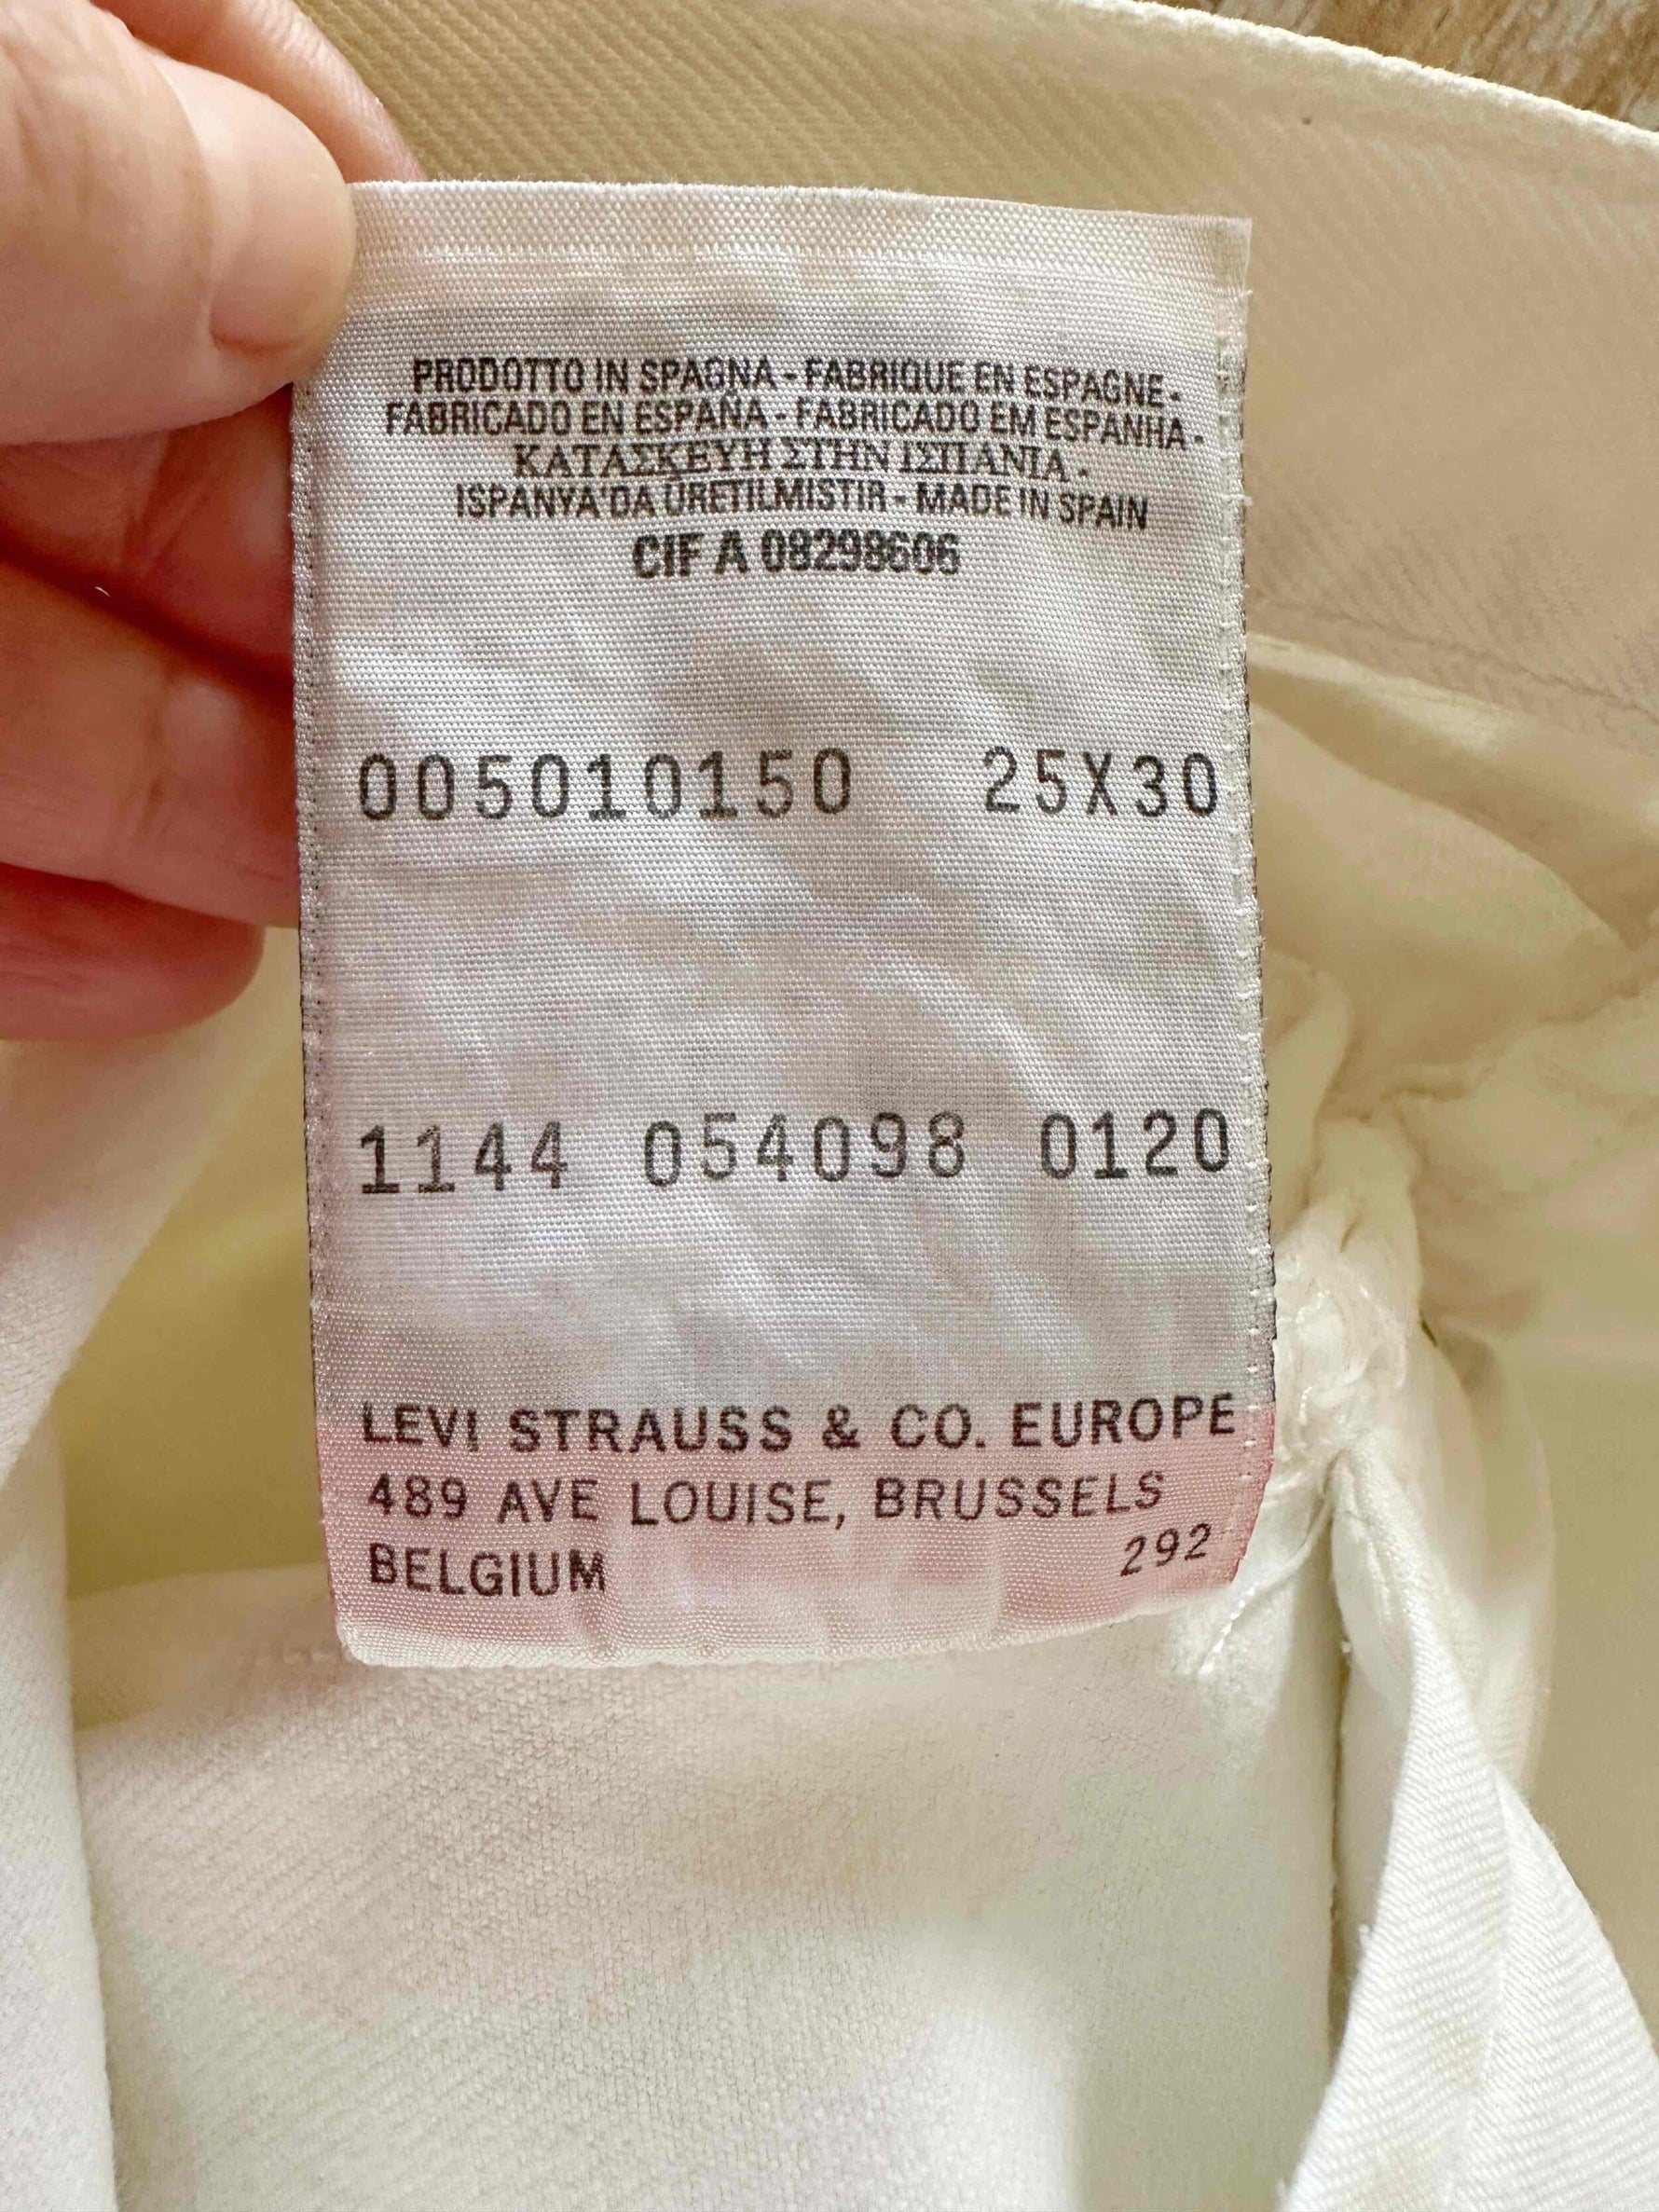 PRODOTTO IN SPAGNA - FABRIQUE EN ESPAGNE -
FABRICADO EN ESPAÑA - FABRICADO EM ESPANHA -
ΚΑΤΑΣΚΕΥΗ ΣΤΗΝ ΙΣΠΑΝΙΑ -
ISPANYA'DA ÜRETILMISTIR - MADE IN SPAIN
CIF A 08298606
005010150 25X30
1144 054098 0120
LEVI STRAUSS & CO. EUROPE
489 AVE LOUISE, BRUSSELS
BELGIUM 292